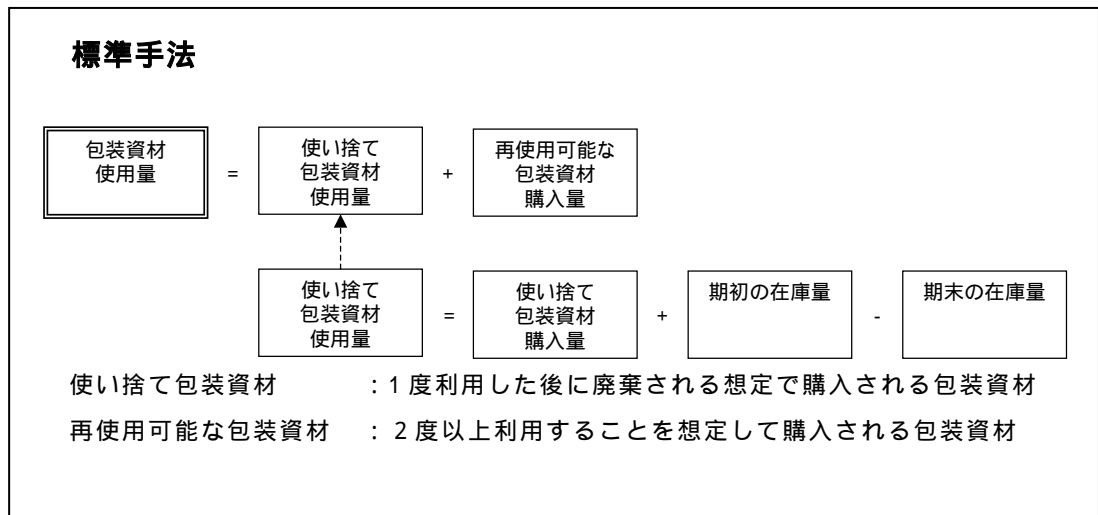 標準手法
包装資材
使用量
=
使い捨て
包装資材
使用量
+
再使用可能な
包装資材
購入量
使い捨て
包装資材
使用量
=
使い捨て
包装資材
購入量
+
期初の在庫量
-
期末の在庫量
使い捨て包装資材 :1度利用した後に廃棄される想定で購入される包装資材
再使用可能な包装資材 :2度以上利用することを想定して購入される包装資材